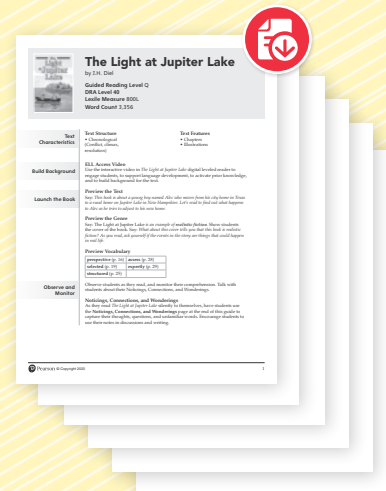 The Light
at Jupiter Lake
The Light at Jupiter Lake
by J.H. Diel
Guided Reading Level Q
DRA Level 40
Lexile Measure 800L
Word Count 3,356
Text
Characteristics
Text Structure
• Chronological
(Conflict, climax,
resolution)
Text Features
• Chapters
• Illustrations
Build Background
ELL Access Video
Use the interactive video in The Light at Jupiter Lake digital leveled reader to
engage students, to support language development, to activate prior knowledge,
and to build background for the text.
Launch the Book
Preview the Text
Say: This book is about a young boy named Alec who moves from his city home in Texas
to a rural home on Jupiter Lake in New Hampshire. Let's read to find out what happens
to Alec as he tries to adjust to his new home.
Preview the Genre
Say: The Light at Jupiter Lake is an example of realistic fiction. Show students
the cover of the book. Say: What about this cover tells you that this book is realistic
fiction? As you read, ask yourself if the events in the story are things that could happen
in real life.
Preview Vocabulary
perspective (p. 16) access (p. 28)
selected (p. 19) expertly (p. 29)
structured (p. 25)
Observe and
Monitor
Observe students as they read, and monitor their comprehension. Talk with
students about their Noticings, Connections, and Wonderings.
Noticings, Connections, and Wonderings
As they read The Light at Jupiter Lake silently to themselves, have students use
the Noticings, Connections, and Wonderings page at the end of this guide to
capture their thoughts, questions, and unfamiliar words. Encourage students to
use their notes in discussions and writing.
Pearson © Copyright 2020
1